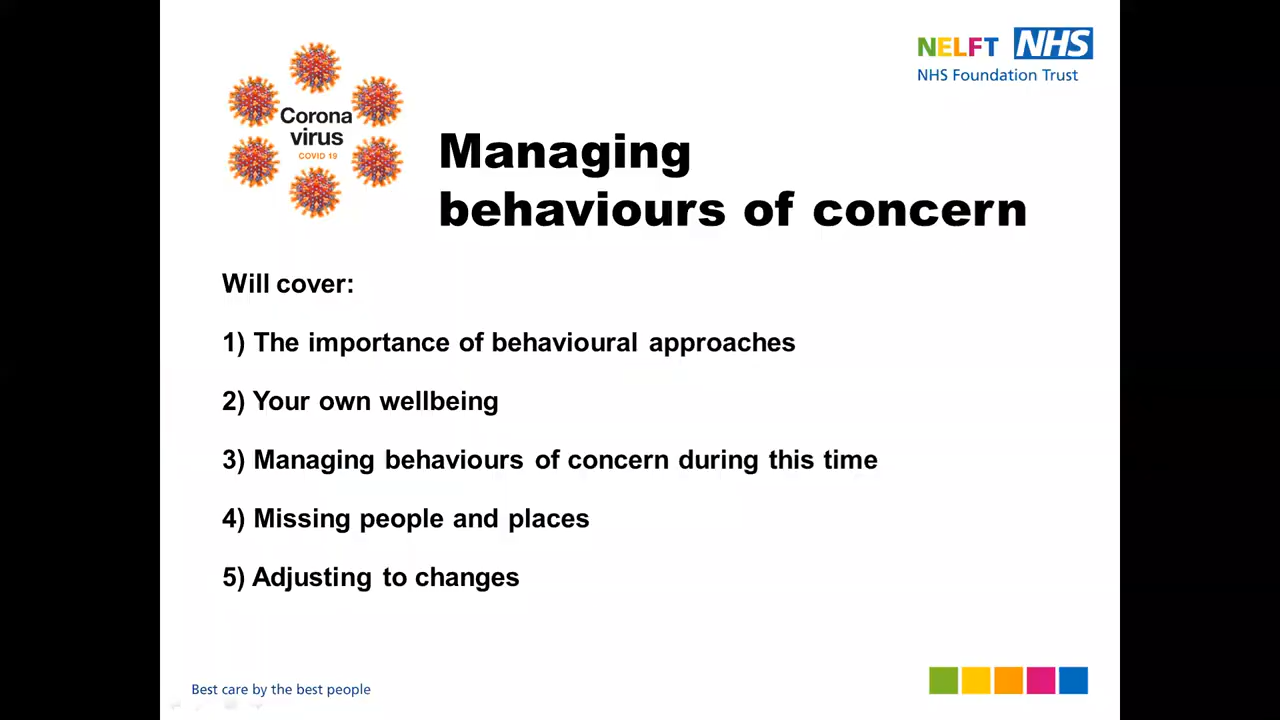 NELFT NHS
NHS Foundation Trust
Corona
virus
COVID 19
Managing
behaviours of concern
Will cover:
1) The importance of behavioural approaches
2) Your own wellbeing
3) Managing behaviours of concern during this time
4) Missing people and places
5) Adjusting to changes
Best care by the best people